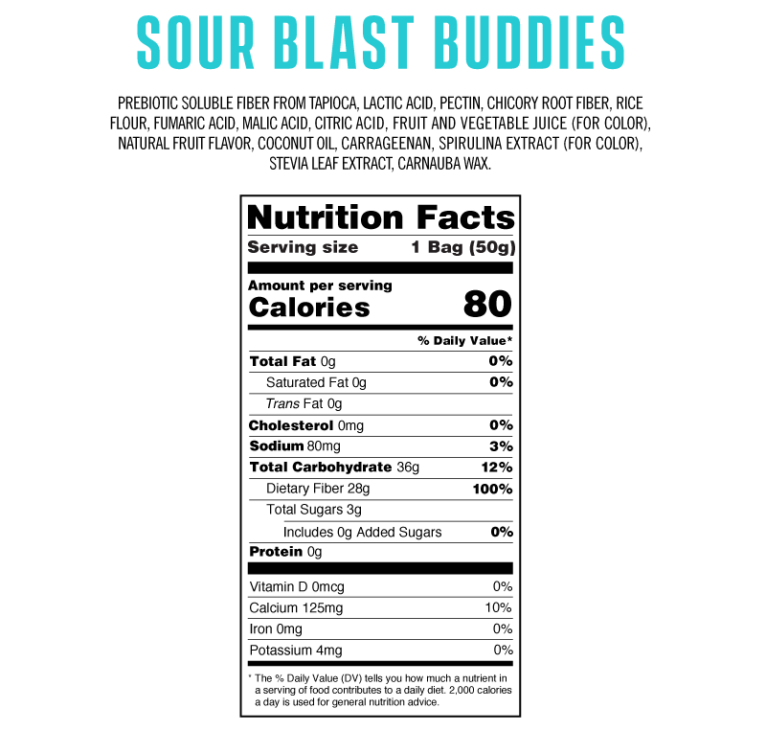 SOUR BLAST BUDDIES
PREBIOTIC SOLUBLE FIBER FROM TAPIOCA, LACTIC ACID, PECTIN, CHICORY ROOT FIBER, RICE
FLOUR, FUMARIC ACID, MALIC ACID, CITRIC ACID, FRUIT AND VEGETABLE JUICE (FOR COLOR),
NATURAL FRUIT FLAVOR, COCONUT OIL, CARRAGEENAN, SPIRULINA EXTRACT (FOR COLOR),
STEVIA LEAF EXTRACT, CARNAUBA WAX.
Nutrition Facts
Serving size 1 Bag (50g)
Amount per serving
Calories 80
% Daily Value*
Total Fat 0g 0%
Saturated Fat 0g 0%
Trans Fat 0g
Cholesterol 0mg 0%
Sodium 80mg 3%
Total Carbohydrate 36g 12%
Dietary Fiber 28g 100%
Total Sugars 3g
Includes 0g Added Sugars 0%
Protein 0g
Vitamin D 0mcg 0%
Calcium 125mg 10%
Iron 0mg 0%
Potassium 4mg 0%
* The % Daily Value (DV) tells you how much a nutrient in
a serving of food contributes to a daily diet. 2,000 calories
a day is used for general nutrition advice.